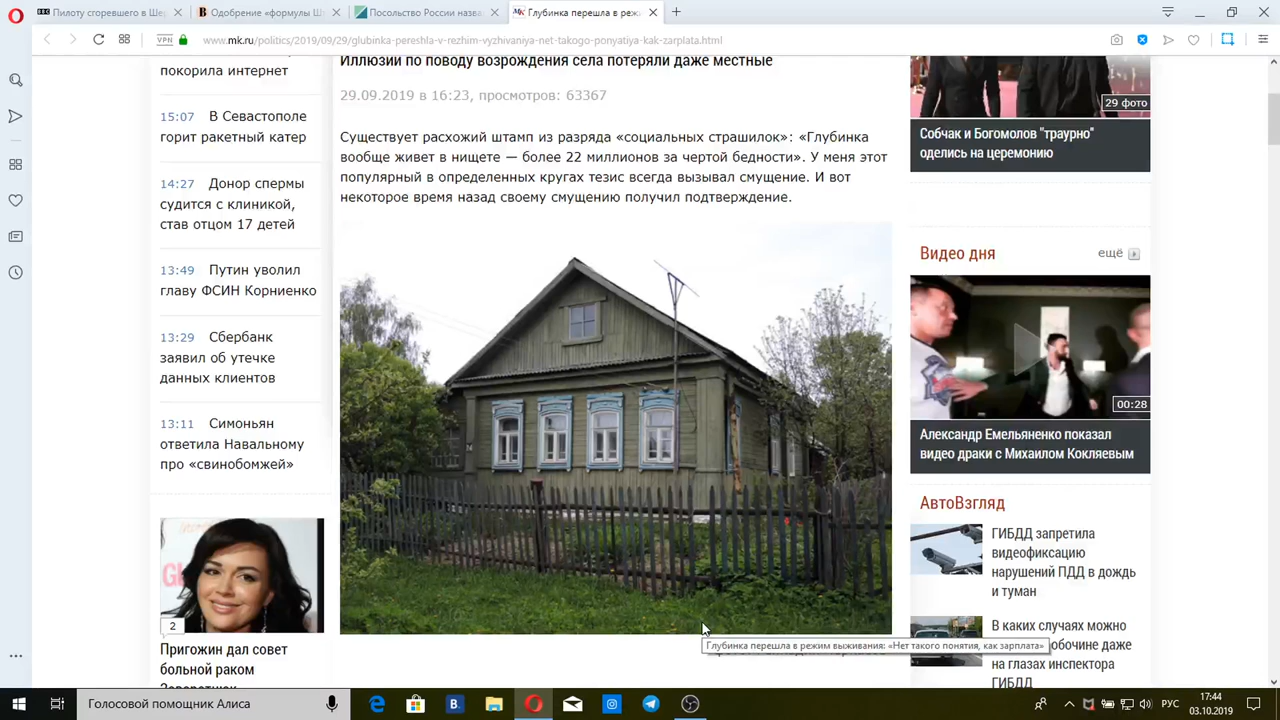 Пилоту сгоревшего в Шер
Одобрение «формулы Ш
Посольство России назва
Глубинка перешла в режи
VPN
www.mk.ru/politics/2019/09/29/glubinka-pereshla-v-rezhim-vyzhivaniya-net-takogo-ponyatiya-kak-zarplata.html
покорила интернет
15:07 В Севастополе
горит ракетный катер
14:27 Донор спермы
судится с клиникой,
став отцом 17 детей
13:49 Путин уволил
главу ФСИН Корниенко
13:29 Сбербанк
заявил об утечке
данных клиентов
13:11 Симоньян
ответила Навальному
про «свинобомжей»
2
Пригожин дал совет
больной раком
Иллюзии по поводу возрождения села потеряли даже местные
29.09.2019 в 16:23, просмотров: 63367
Существует расхожий штамп из разряда «социальных страшилок»: «Глубинка
вообще живет в нищете — более 22 миллионов за чертой бедности». У меня этот
популярный в определенных кругах тезис всегда вызывал смущение. И вот
некоторое время назад своему смущению получил подтверждение.
Глубинка перешла в режим выживания: «Нет такого понятия, как зарплата»
29 фото
Собчак и Богомолов "траурно"
оделись на церемонию
Видео дня
ещё
00:28
Александр Емельяненко показал
видео драки с Михаилом Кокляевым
АвтоВзгляд
ГИБДД запретила
видеофиксацию
нарушений ПДД в дождь
и туман
В каких случаях можно
обочине даже
на глазах инспектора
ГИБДД
Голосовой помощник Алиса
РУС
17:44
03.10.2019